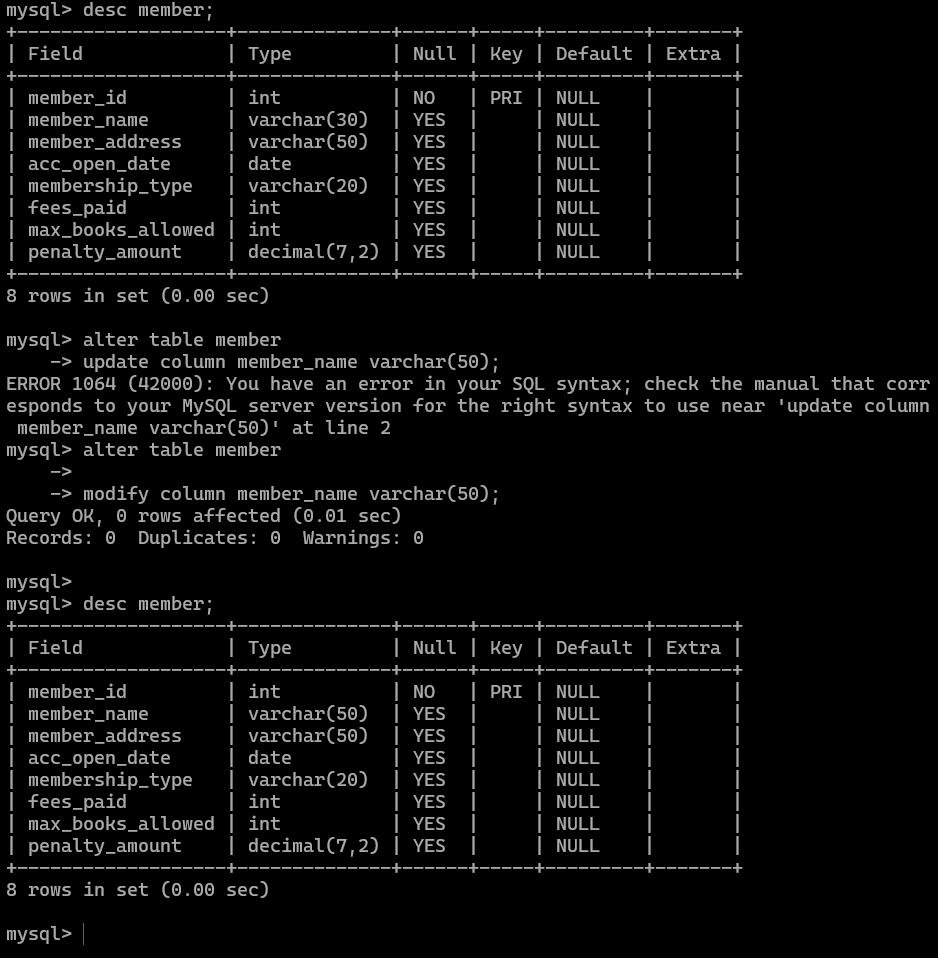 mysql> desc member;
+-------------------+--------------+------+-----+---------+-------+
| Field             | Type         | Null | Key | Default | Extra |
+-------------------+--------------+------+-----+---------+-------+
| member_id         | int          | NO   | PRI | NULL    |       |
| member_name       | varchar(30)  | YES  |     | NULL    |       |
| member_address    | varchar(50)  | YES  |     | NULL    |       |
| acc_open_date     | date         | YES  |     | NULL    |       |
| membership_type   | varchar(20)  | YES  |     | NULL    |       |
| fees_paid         | int          | YES  |     | NULL    |       |
| max_books_allowed | int          | YES  |     | NULL    |       |
| penalty_amount    | decimal(7,2) | YES  |     | NULL    |       |
+-------------------+--------------+------+-----+---------+-------+
8 rows in set (0.00 sec)

mysql> alter table member
    -> update column member_name varchar(50);
ERROR 1064 (42000): You have an error in your SQL syntax; check the manual that corr
esponds to your MySQL server version for the right syntax to use near 'update column
 member_name varchar(50)' at line 2
mysql> alter table member
    ->
    -> modify column member_name varchar(50);
Query OK, 0 rows affected (0.01 sec)
Records: 0  Duplicates: 0  Warnings: 0

mysql>
mysql> desc member;
+-------------------+--------------+------+-----+---------+-------+
| Field             | Type         | Null | Key | Default | Extra |
+-------------------+--------------+------+-----+---------+-------+
| member_id         | int          | NO   | PRI | NULL    |       |
| member_name       | varchar(50)  | YES  |     | NULL    |       |
| member_address    | varchar(50)  | YES  |     | NULL    |       |
| acc_open_date     | date         | YES  |     | NULL    |       |
| membership_type   | varchar(20)  | YES  |     | NULL    |       |
| fees_paid         | int          | YES  |     | NULL    |       |
| max_books_allowed | int          | YES  |     | NULL    |       |
| penalty_amount    | decimal(7,2) | YES  |     | NULL    |       |
+-------------------+--------------+------+-----+---------+-------+
8 rows in set (0.00 sec)

mysql>